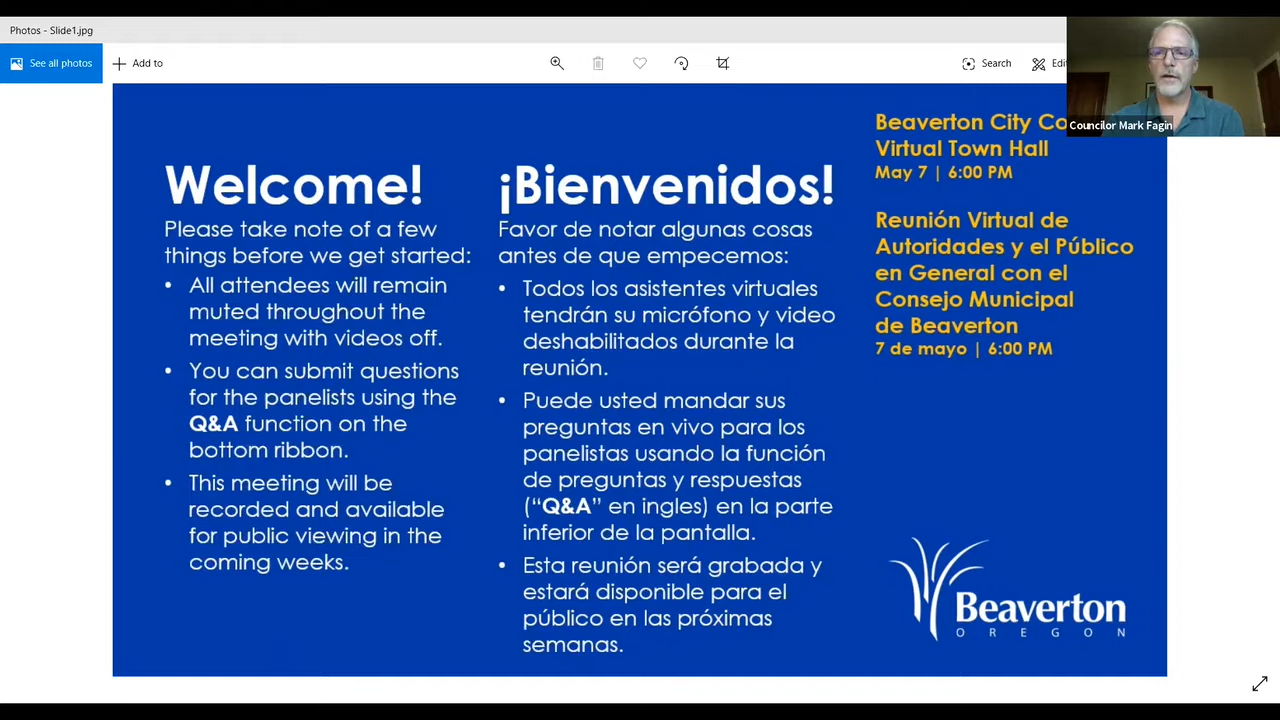 Photos - Slide1.jpg
See all photos
Add to
Search
Councilor Mark Fagin
Welcome!
Please take note of a few
things before we get started:
• All attendees will remain
muted throughout the
meeting with videos off.
• You can submit questions
for the panelists using the
Q&A function on the
bottom ribbon.
• This meeting will be
recorded and available
for public viewing in the
coming weeks.
¡Bienvenidos!
Favor de notar algunas cosas
antes de que empecemos:
• Todos los asistentes virtuales
tendrán su micrófono y video
deshabilitados durante la
reunión.
• Puede usted mandar sus
preguntas en vivo para los
panelistas usando la función
de preguntas y respuestas
(“Q&A” en ingles) en la parte
inferior de la pantalla.
• Esta reunión será grabada y
estará disponible para el
público en las próximas
semanas.
Beaverton City
Virtual Town Hall
May 7 | 6:00 PM
Reunión Virtual de
Autoridades y el Público
en General con el
Consejo Municipal
de Beaverton
7 de mayo | 6:00 PM
Beaverton
OREGON